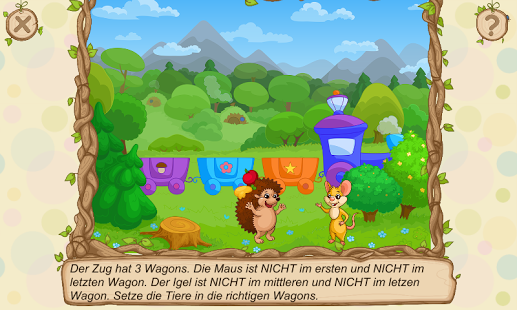 Der Zug hat 3 Wagons. Die Maus ist NICHT im ersten und NICHT im
letzten Wagon. Der Igel ist NICHT im mittleren und NICHT im letzen
Wagon. Setze die Tiere in die richtigen Wagons.